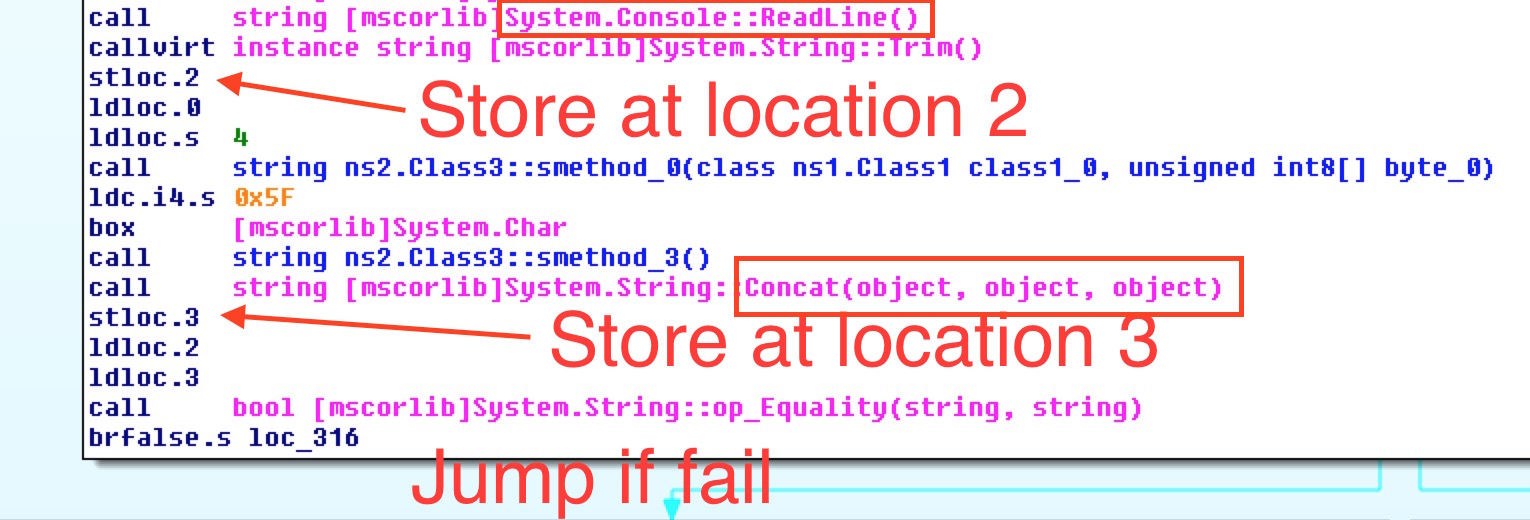 call string [mscorlib]System.Console::ReadLine()
callvirt instance string [mscorlib]System.String::Trim()
stloc.2
Store at location 2
ldloc.0
ldloc.s 4
call string ns2.Class3::smethod_0(class ns1.Class1 class1_0, unsigned int8[] byte_0)
ldc.i4.s 0x5F
box [mscorlib]System.Char
call string ns2.Class3::smethod_3()
call string [mscorlib]System.String::Concat(object, object, object)
stloc.3
Store at location 3
ldloc.2
ldloc.3
call bool [mscorlib]System.String::op_Equality(string, string)
brfalse.s loc_316
Jump if fail